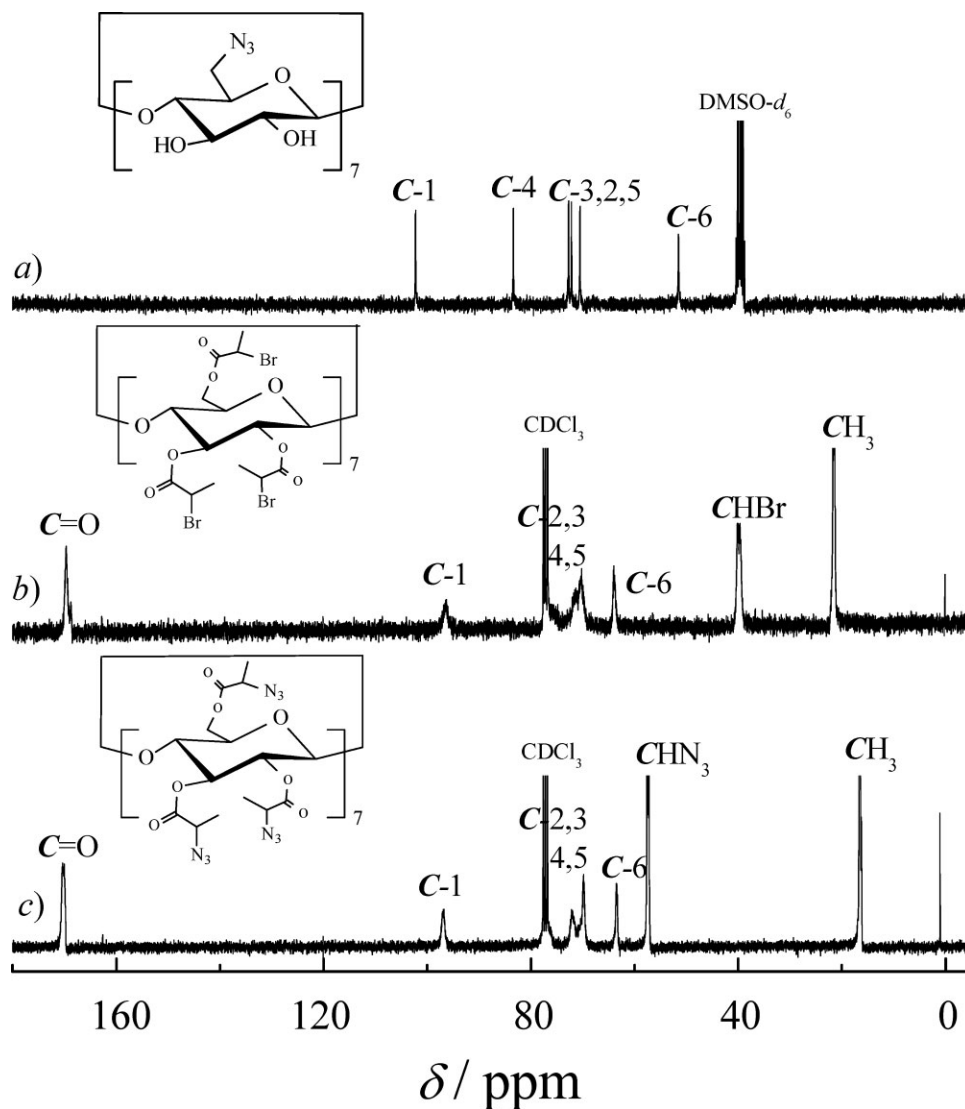 N3
O
O
HO
OH
7
DMSO-d6
C-1
C-4
C-3,2,5
C-6
a)
O
Br
O
O
O
O
O
O
O
Br
Br
7
C=O
C-1
CDCl3
C-2,3
4,5
C-6
CHBr
CH3
b)
O
N3
O
O
O
O
O
O
O
N3
N3
7
C=O
C-1
CDCl3
C-2,3
4,5
C-6
CHN3
CH3
c)
160 120 80 40 0
δ / ppm